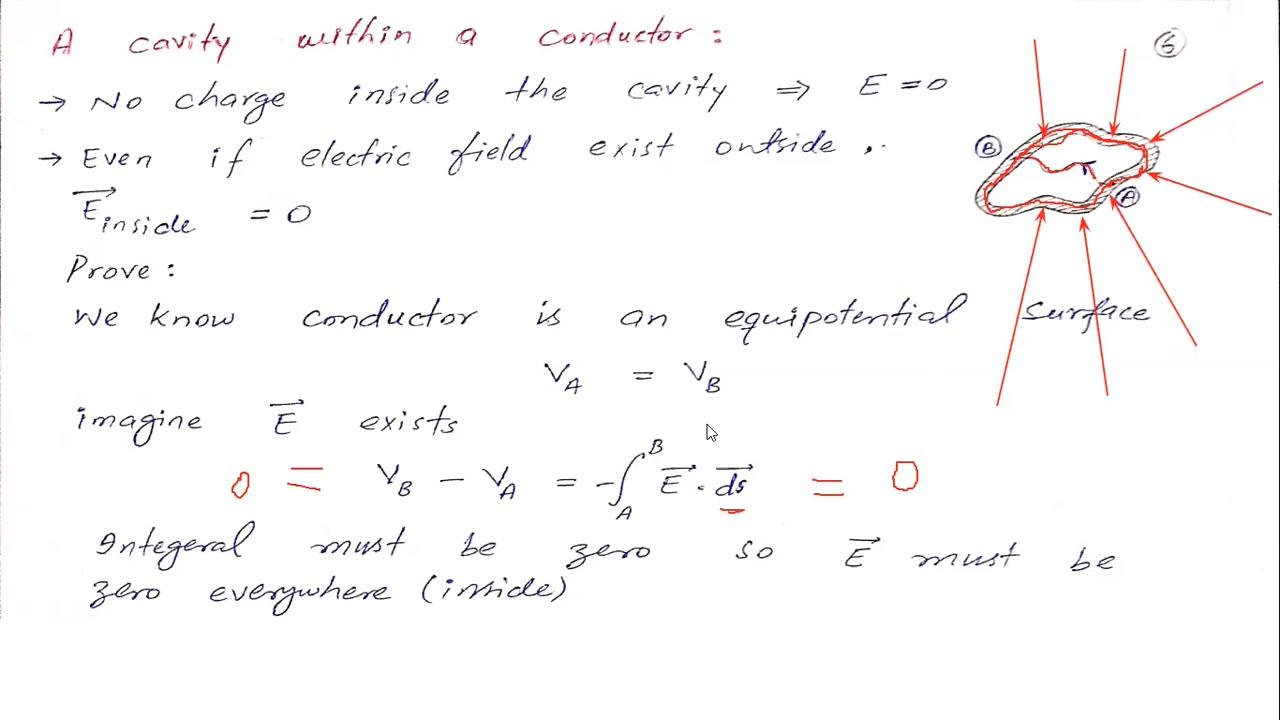 A cavity within a conductor :
6
→ No charge inside the cavity ⇒ E = 0
→ Even if electric field exist outside ,.
B
E⃗inside = 0
A
Prove :
We know conductor is an equipotential surface
V_A = V_B
imagine E⃗ exists
0 = V_B - V_A = -∫_A^B E⃗ . d⃗s = 0
Integeral must be zero so E⃗ must be
zero everywhere (inside)